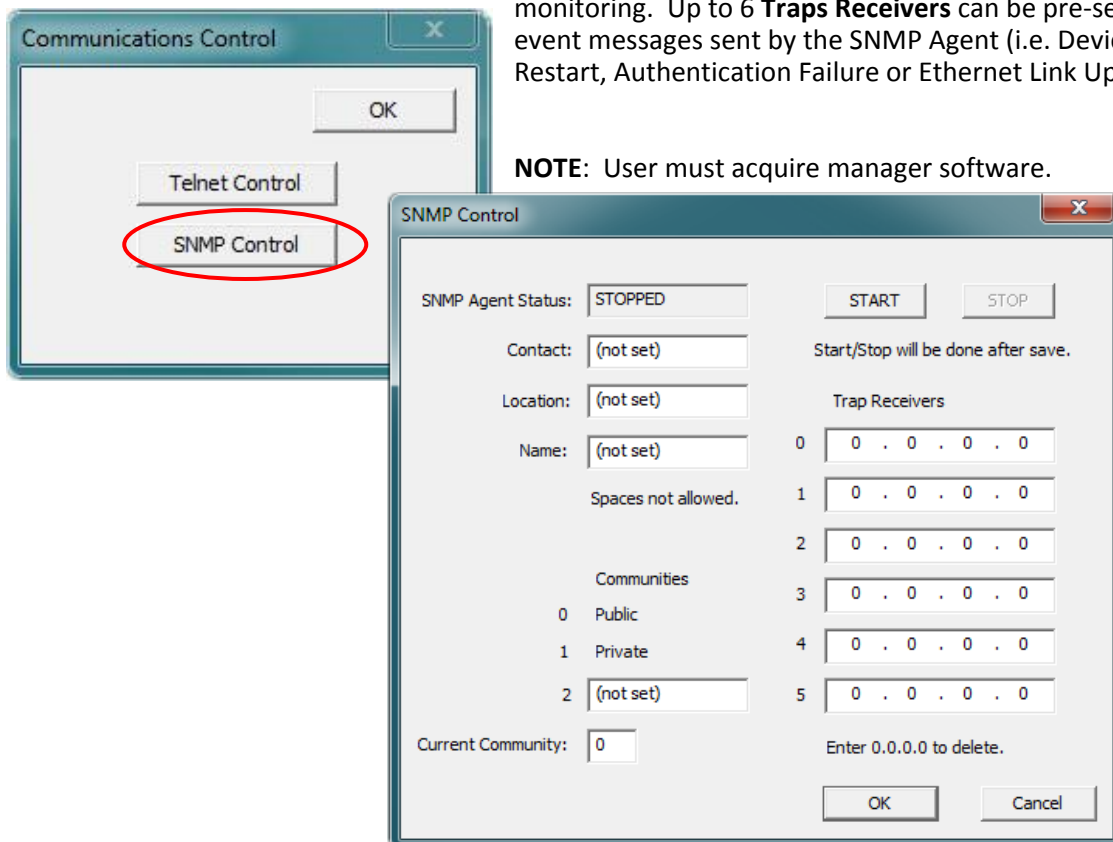 monitoring. Up to 6 Traps Receivers can be
event messages sent by the SNMP Agent (i.e.
Restart, Authentication Failure or Ethernet Link
NOTE: User must acquire manager software.
Communications Control
OK
Telnet Control
SNMP Control
SNMP Control
SNMP Agent Status: STOPPED START STOP
Contact: (not set) Start/Stop will be done after save.
Location: (not set) Trap Receivers
Name: (not set) 0 0 . 0 . 0 . 0
Spaces not allowed. 1 0 . 0 . 0 . 0
2 0 . 0 . 0 . 0
Communities 3 0 . 0 . 0 . 0
0 Public
1 Private 4 0 . 0 . 0 . 0
2 (not set) 5 0 . 0 . 0 . 0
Current Community: 0 Enter 0.0.0.0 to delete.
OK Cancel